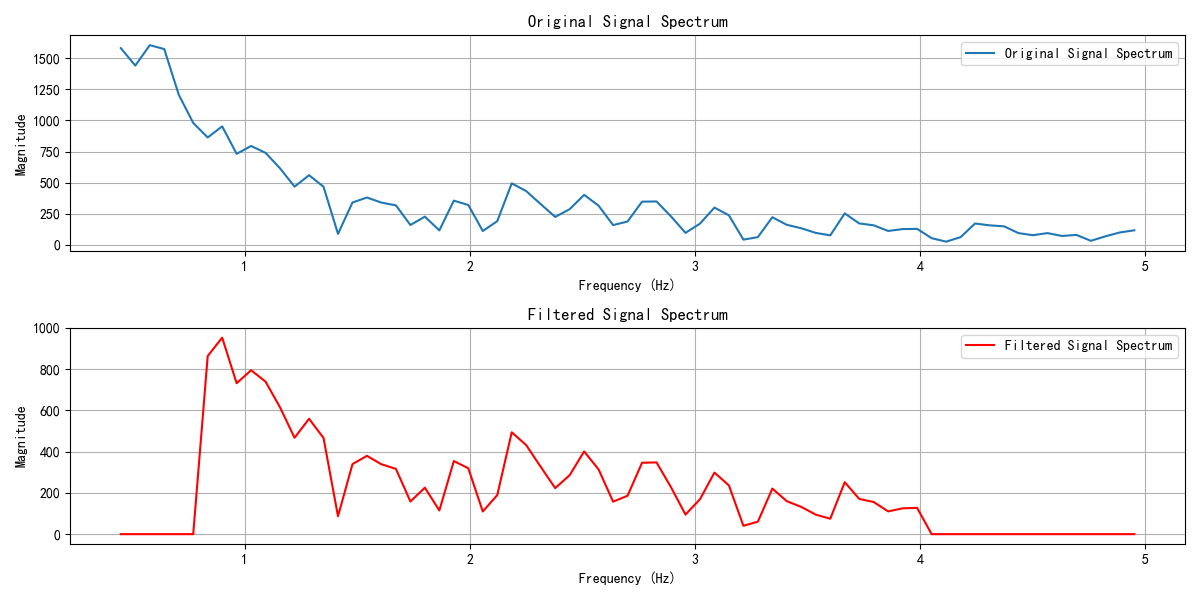 Original Signal Spectrum
Original Signal Spectrum
1500
1250
1000
750
500
250
0
Magnitude
1 2 3 4 5
Frequency (Hz)
Filtered Signal Spectrum
Filtered Signal Spectrum
1000
800
600
400
200
0
Magnitude
1 2 3 4 5
Frequency (Hz)